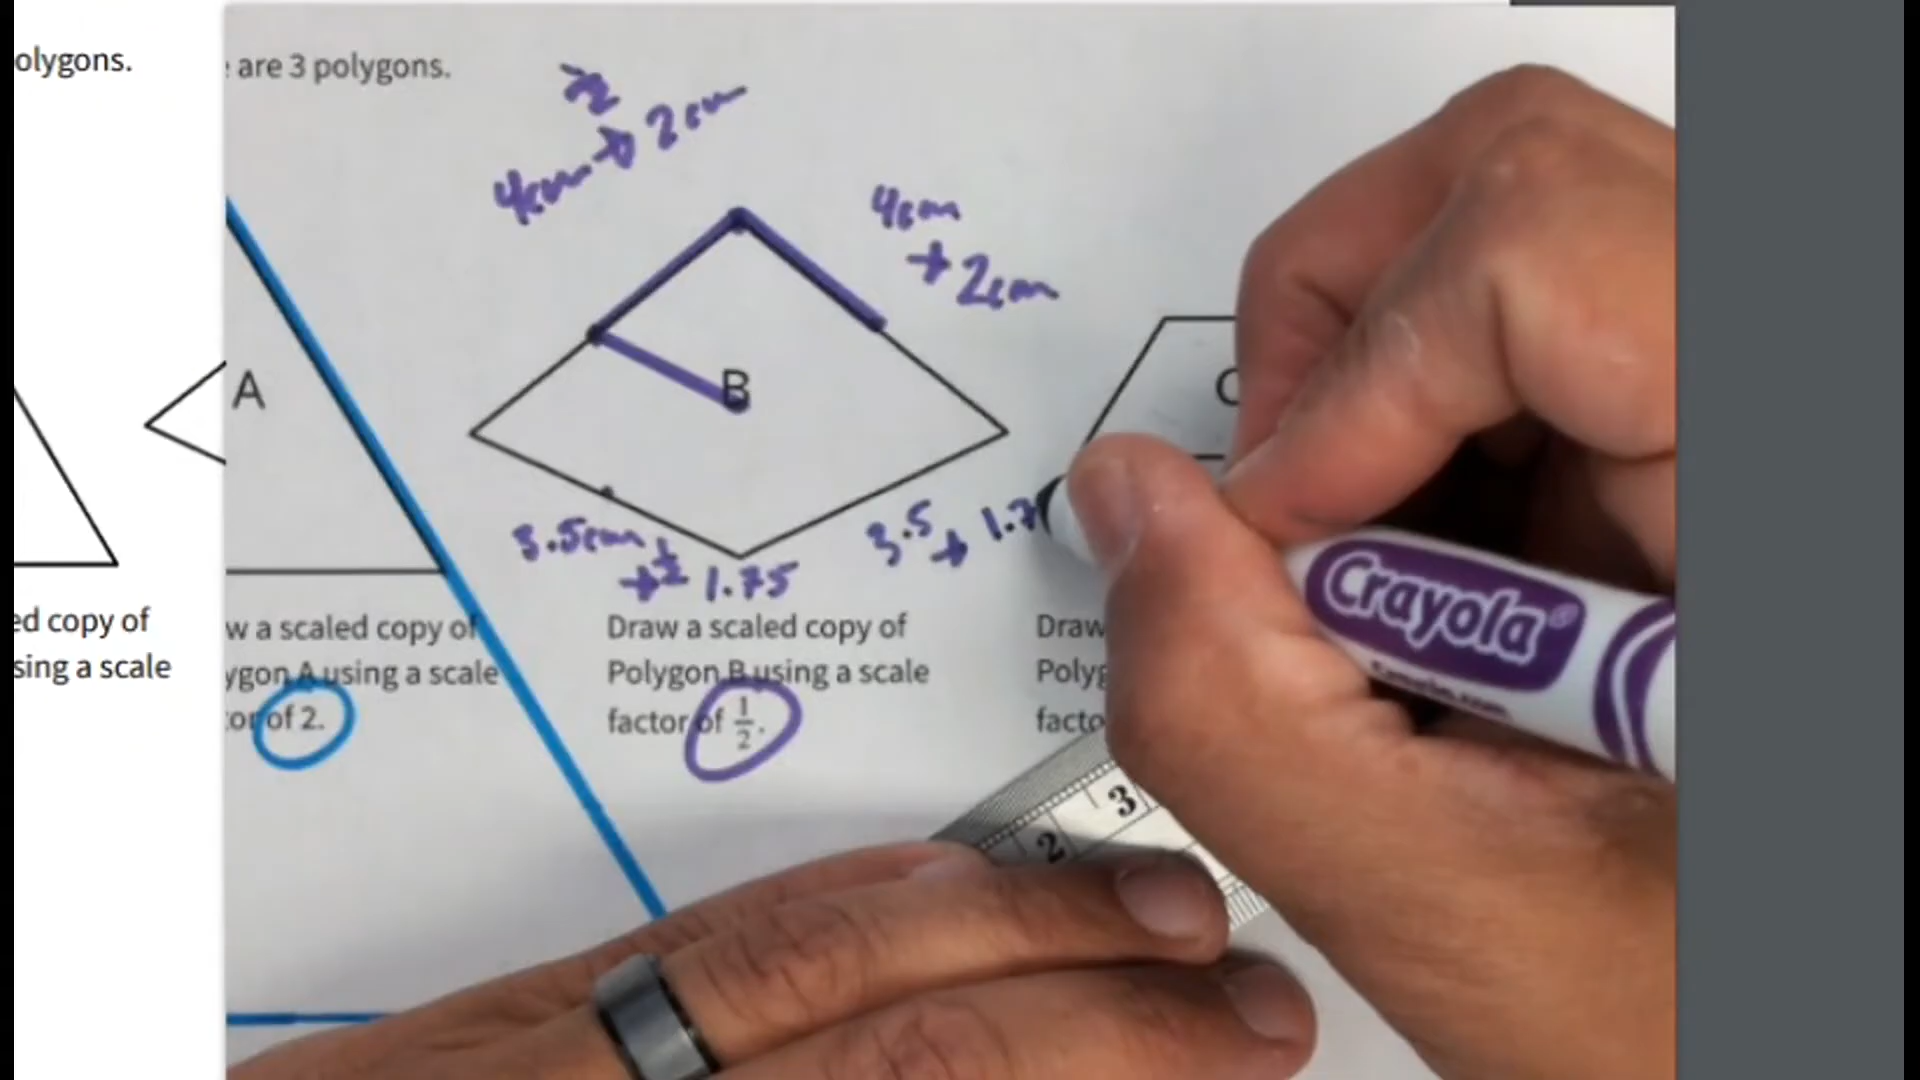 olygons.
are 3 polygons.
2
4cm → 2cm
4cm
→ 2cm
A
B
C
3.5cm
→ 1/2 1.75
3.5 → 1.7
ed copy of
sing a scale
w a scaled copy of
ygon A using a scale
tor of 2.
Draw a scaled copy of
Polygon B using a scale
factor of 1/2.
Draw
Polyg
facto
Crayola®
2 3